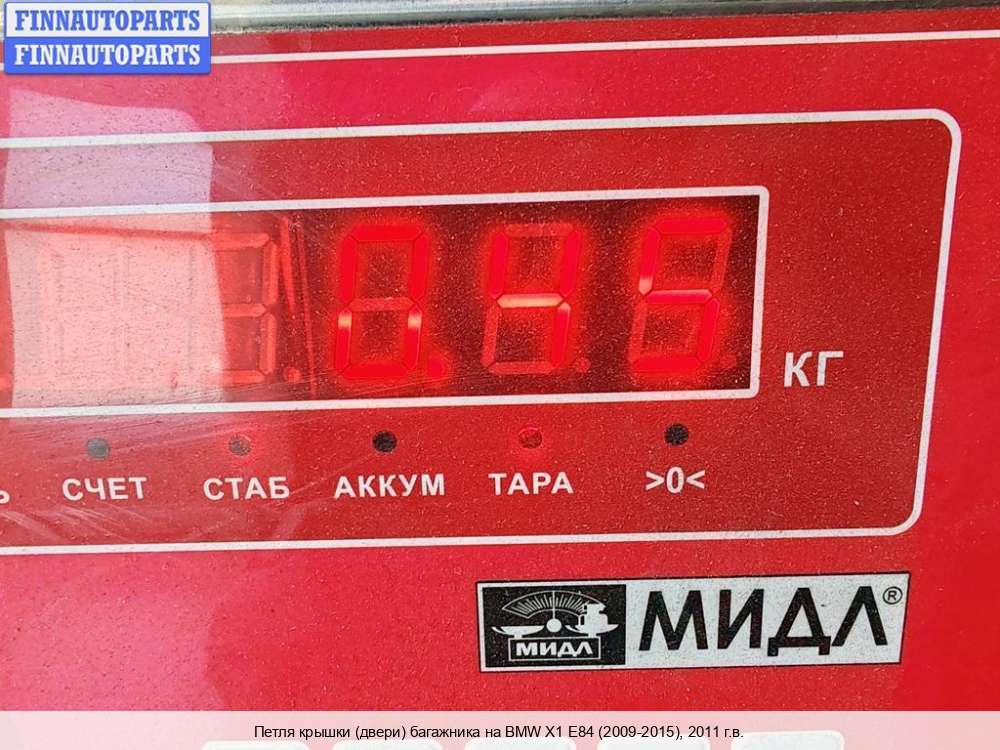 FINNAUTOPARTS
FINNAUTOPARTS
0.45
КГ
СЧЕТ СТАБ АККУМ ТАРА >0<
МИДЛ МИДЛ®
Петля крышки (двери) багажника на BMW X1 E84 (2009-2015), 2011 г.в.